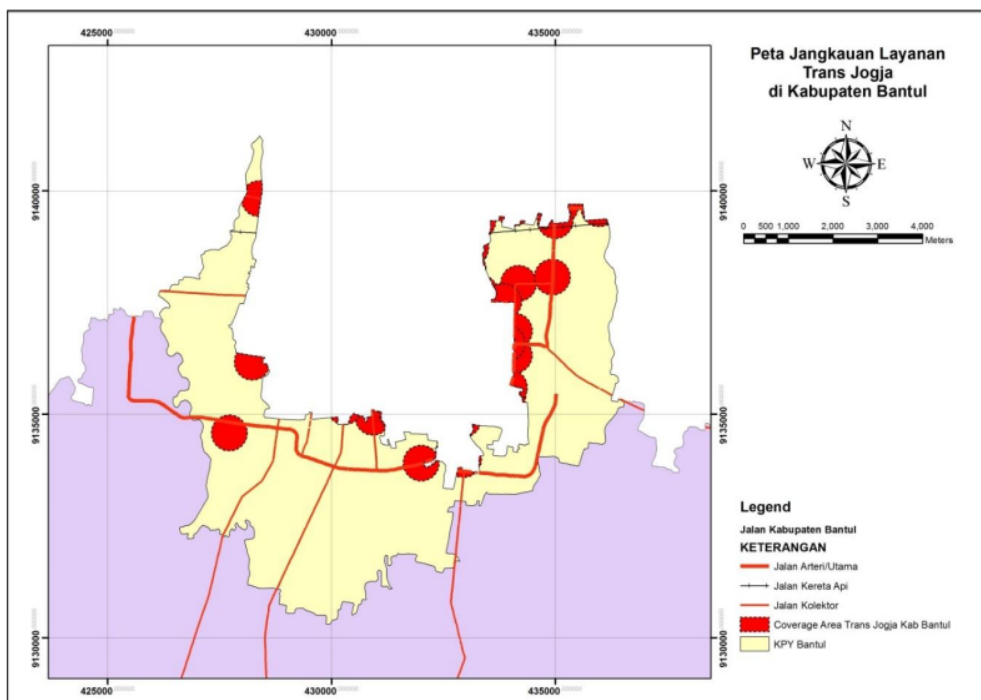 425000
430000
435000
9140000
9140000
9135000
9135000
9130000
9130000
425000
430000
435000
Peta Jangkauan Layanan
Trans Jogja
di Kabupaten Bantul
N
W
E
S
0 500 1,000 2,000 3,000 4,000
Meters
Legend
Jalan Kabupaten Bantul
KETERANGAN
Jalan Arteri/Utama
Jalan Kereta Api
Jalan Kolektor
Coverage Area Trans Jogja Kab Bantul
KPY Bantul